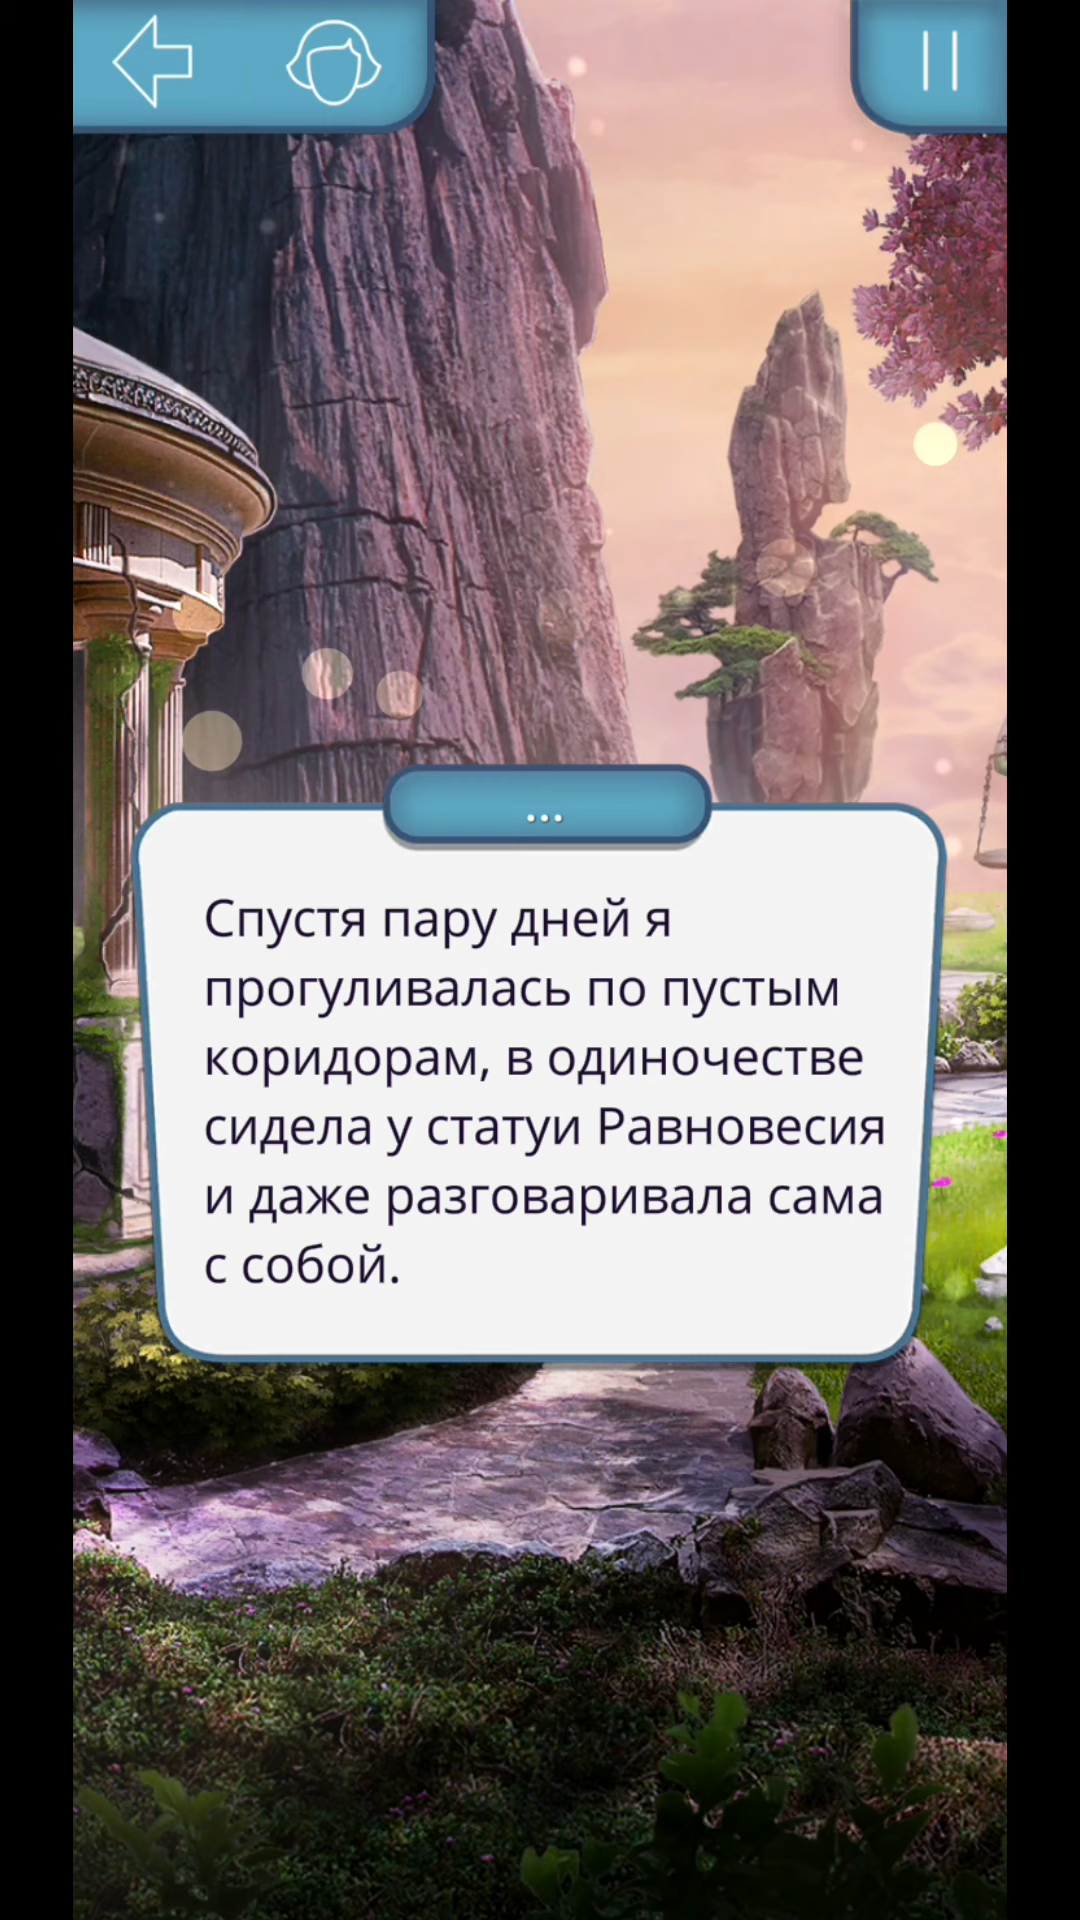 ...
Спустя пару дней я
прогуливалась по пустым
коридорам, в одиночестве
сидела у статуи Равновесия
и даже разговаривала сама
с собой.